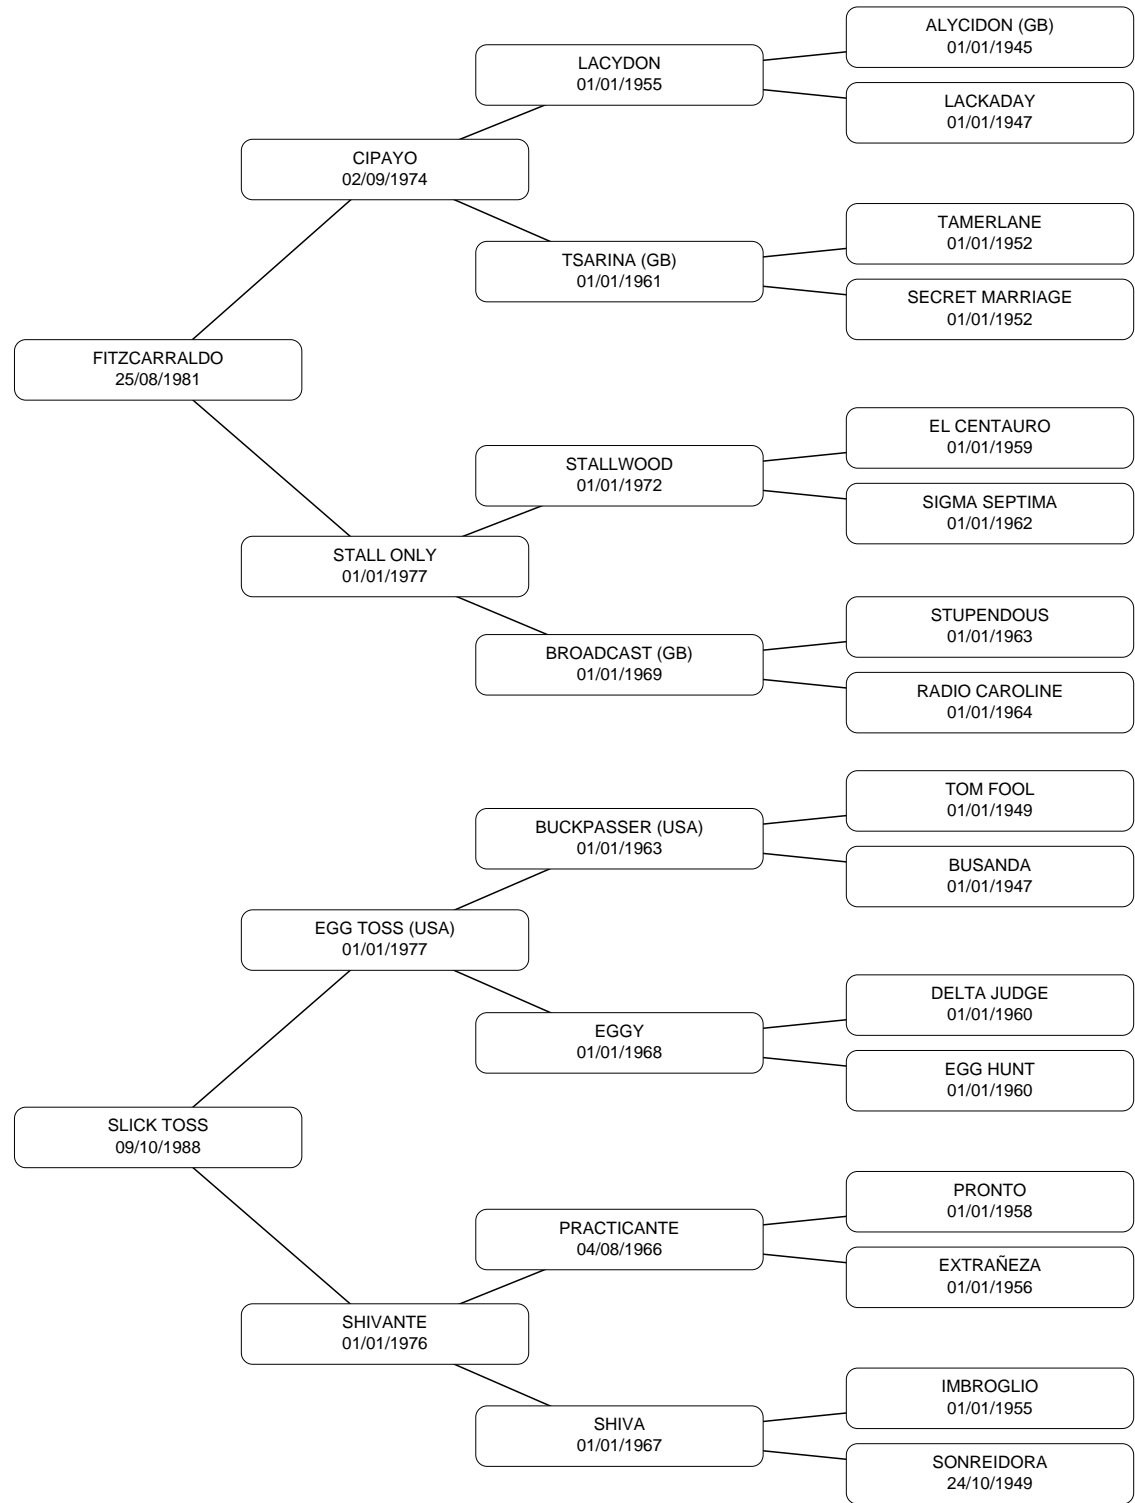 ALYCIDON (GB)
01/01/1945
LACYDON
01/01/1955
LACKADAY
01/01/1947
CIPAYO
02/09/1974
TAMERLANE
01/01/1952
TSARINA (GB)
01/01/1961
SECRET MARRIAGE
01/01/1952
FITZCARRALDO
25/08/1981
EL CENTAURO
01/01/1959
STALLWOOD
01/01/1972
SIGMA SEPTIMA
01/01/1962
STALL ONLY
01/01/1977
STUPENDOUS
01/01/1963
BROADCAST (GB)
01/01/1969
RADIO CAROLINE
01/01/1964
TOM FOOL
01/01/1949
BUCKPASSER (USA)
01/01/1963
BUSANDA
01/01/1947
EGG TOSS (USA)
01/01/1977
DELTA JUDGE
01/01/1960
EGGY
01/01/1968
EGG HUNT
01/01/1960
SLICK TOSS
09/10/1988
PRONTO
01/01/1958
PRACTICANTE
04/08/1966
EXTRAÑEZA
01/01/1956
SHIVANTE
01/01/1976
IMBROGLIO
01/01/1955
SHIVA
01/01/1967
SONREIDORA
24/10/1949